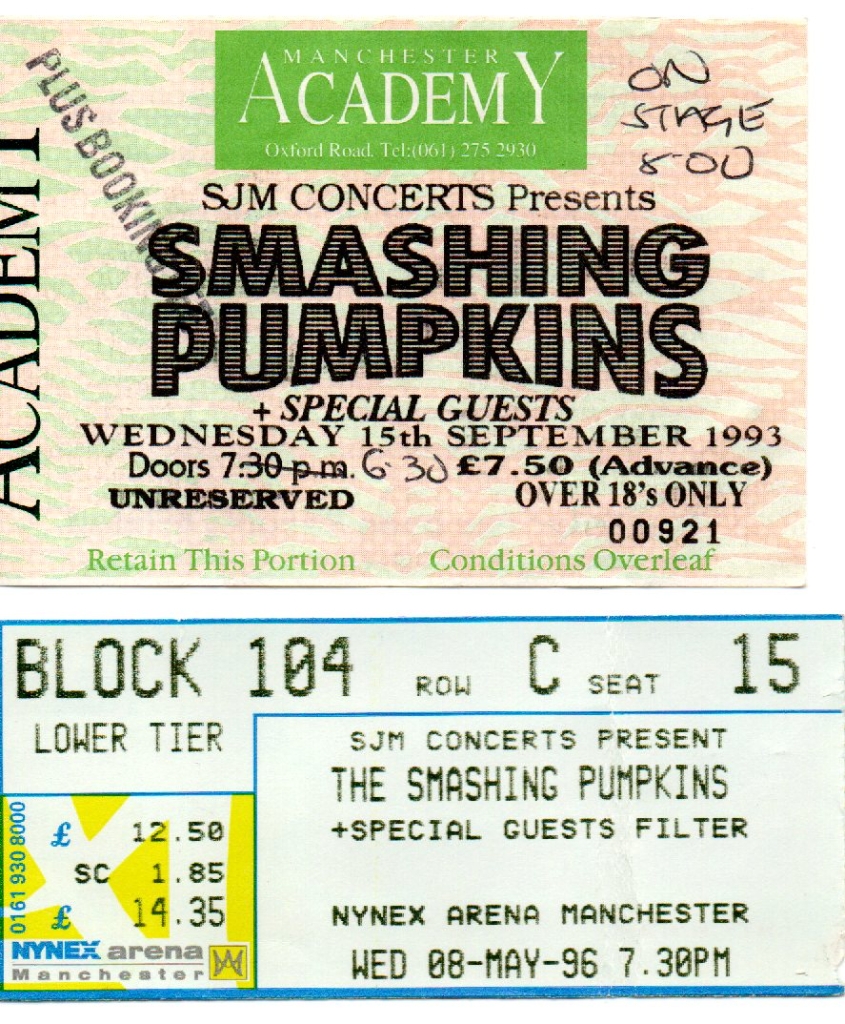 MANCHESTER
ACADEMY
Oxford Road. Tel:(061) 275 2930
ON
STAGE
8·00
PLUS BOOKING
ACADEMY
SJM CONCERTS Presents
SMASHING
PUMPKINS
+ SPECIAL GUESTS
WEDNESDAY 15th SEPTEMBER 1993
Doors 7:30 p.m. 6·30 £7.50 (Advance)
UNRESERVED OVER 18's ONLY
00921
Retain This Portion Conditions Overleaf
BLOCK 104 ROW C SEAT 15
LOWER TIER
SJM CONCERTS PRESENT
THE SMASHING PUMPKINS
+SPECIAL GUESTS FILTER
NYNEX ARENA MANCHESTER
WED 08-MAY-96 7.30PM
0161 930 8000
£ 12.50
SC 1.85
£ 14.35
NYNEX arena
Manchester